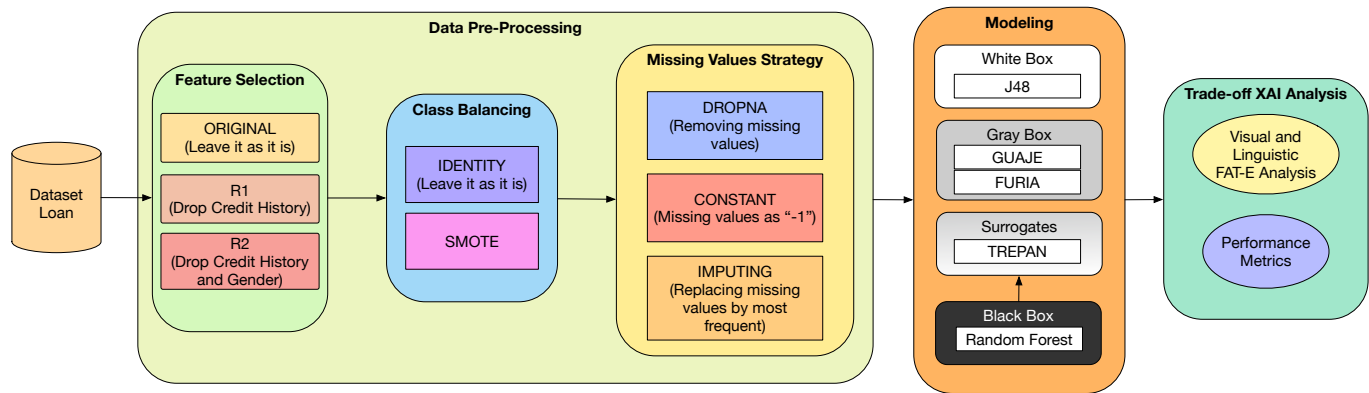 Dataset
Loan
Data Pre-Processing
Feature Selection
ORIGINAL
(Leave it as it is)
R1
(Drop Credit History)
R2
(Drop Credit History
and Gender)
Class Balancing
IDENTITY
(Leave it as it is)
SMOTE
Missing Values Strategy
DROPNA
(Removing missing
values)
CONSTANT
(Missing values as “-1”)
IMPUTING
(Replacing missing
values by most
frequent)
Modeling
White Box
J48
Gray Box
GUAJE
FURIA
Surrogates
TREPAN
Black Box
Random Forest
Trade-off XAI Analysis
Visual and
Linguistic
FAT-E Analysis
Performance
Metrics